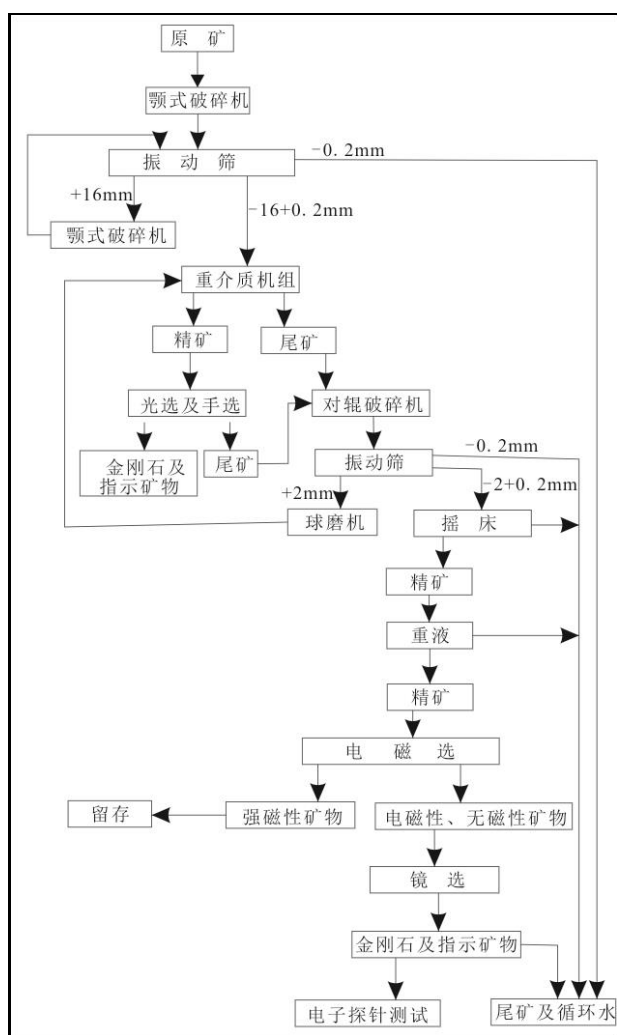 原 矿
颚式破碎机
-0.2mm
振 动 筛
+16mm
-16+0.2mm
颚式破碎机
重介质机组
精矿
尾矿
光选及手选
对辊破碎机
-0.2mm
金刚石及
指示矿物
尾矿
振动筛
+2mm
-2+0.2mm
球磨机
摇 床
精矿
重液
精矿
电 磁 选
留存
强磁性矿物
电磁性、无磁性矿物
镜 选
金刚石及指示矿物
电子探针测试
尾矿及循环水